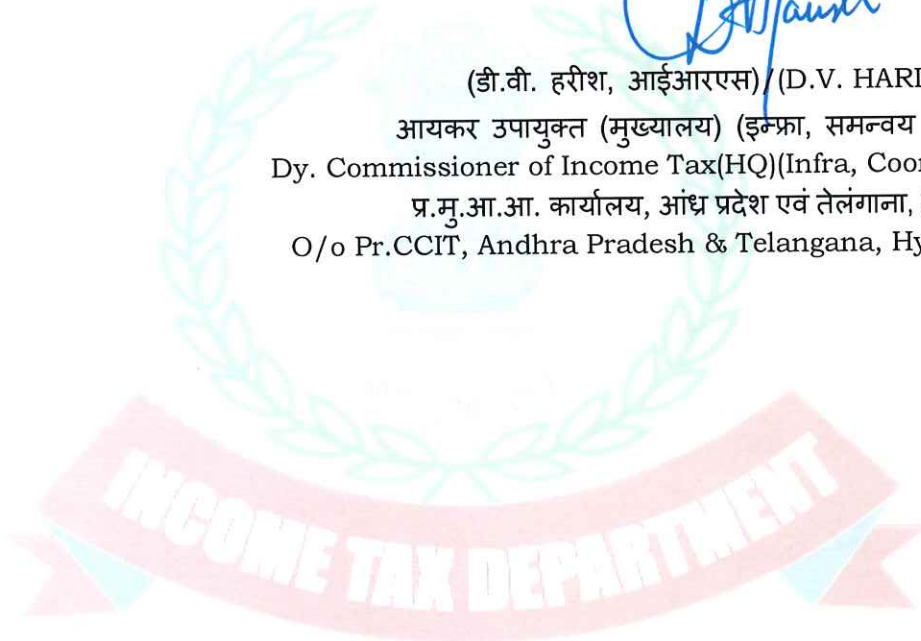 (डी.वी. हरीश, आईआरएस)/(D.V. HARI
आयकर उपायुक्त (मुख्यालय) (इन्फ्रा, समन्वय
Dy. Commissioner of Income Tax(HQ)(Infra, Coor
प्र.मु.आ.आ. कार्यालय, आंध्र प्रदेश एवं तेलंगाना,
O/o Pr.CCIT, Andhra Pradesh & Telangana, Hy
INCOME TAX DEPARTMENT